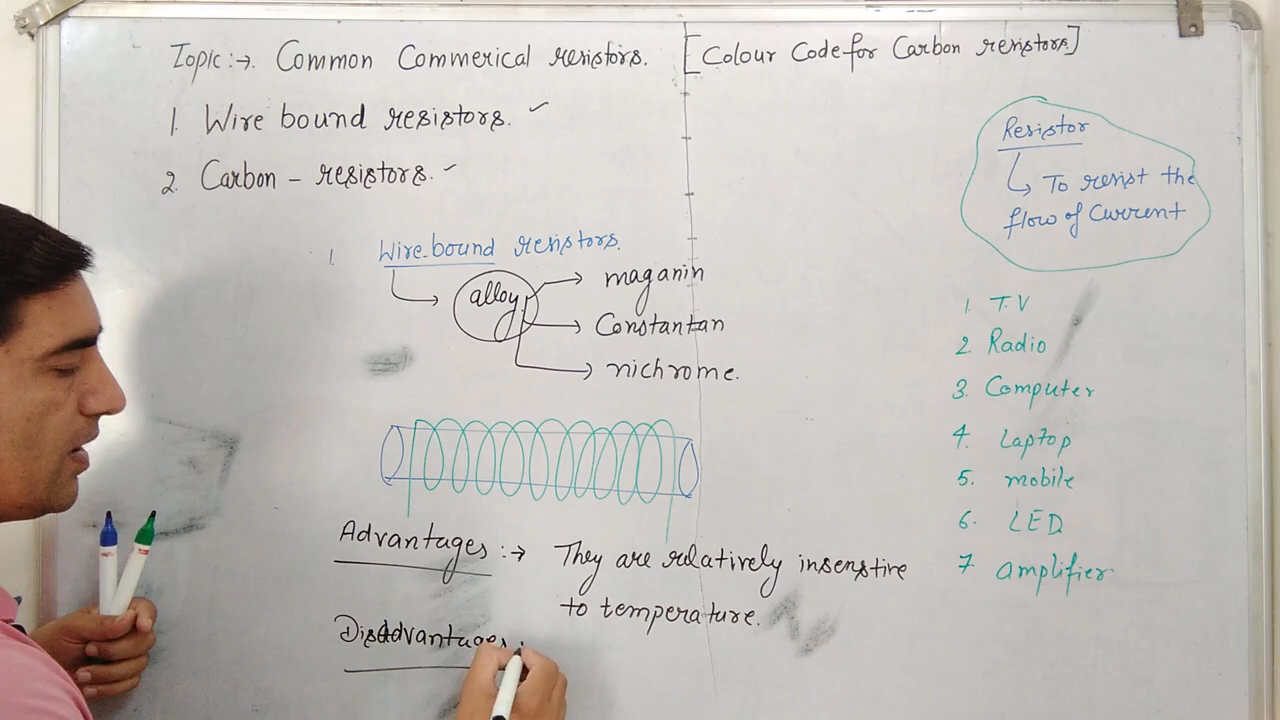 Topic:→. Common Commerical resistors. [Colour Code for Carbon resistors.]
1. Wire bound resistors. ✓
2. Carbon - resistors. ✓
Resistor
↳ To resist the
flow of Current
1. Wire-bound resistors.
alloy
→ maganin
→ Constantan
→ nichrome.
1. T.V
2. Radio
3. Computer
4. Laptop
5. mobile
6. LED
7 amplifier.
Advantages :→ They are relatively insenstive
to temperature.
DisAdvantages :